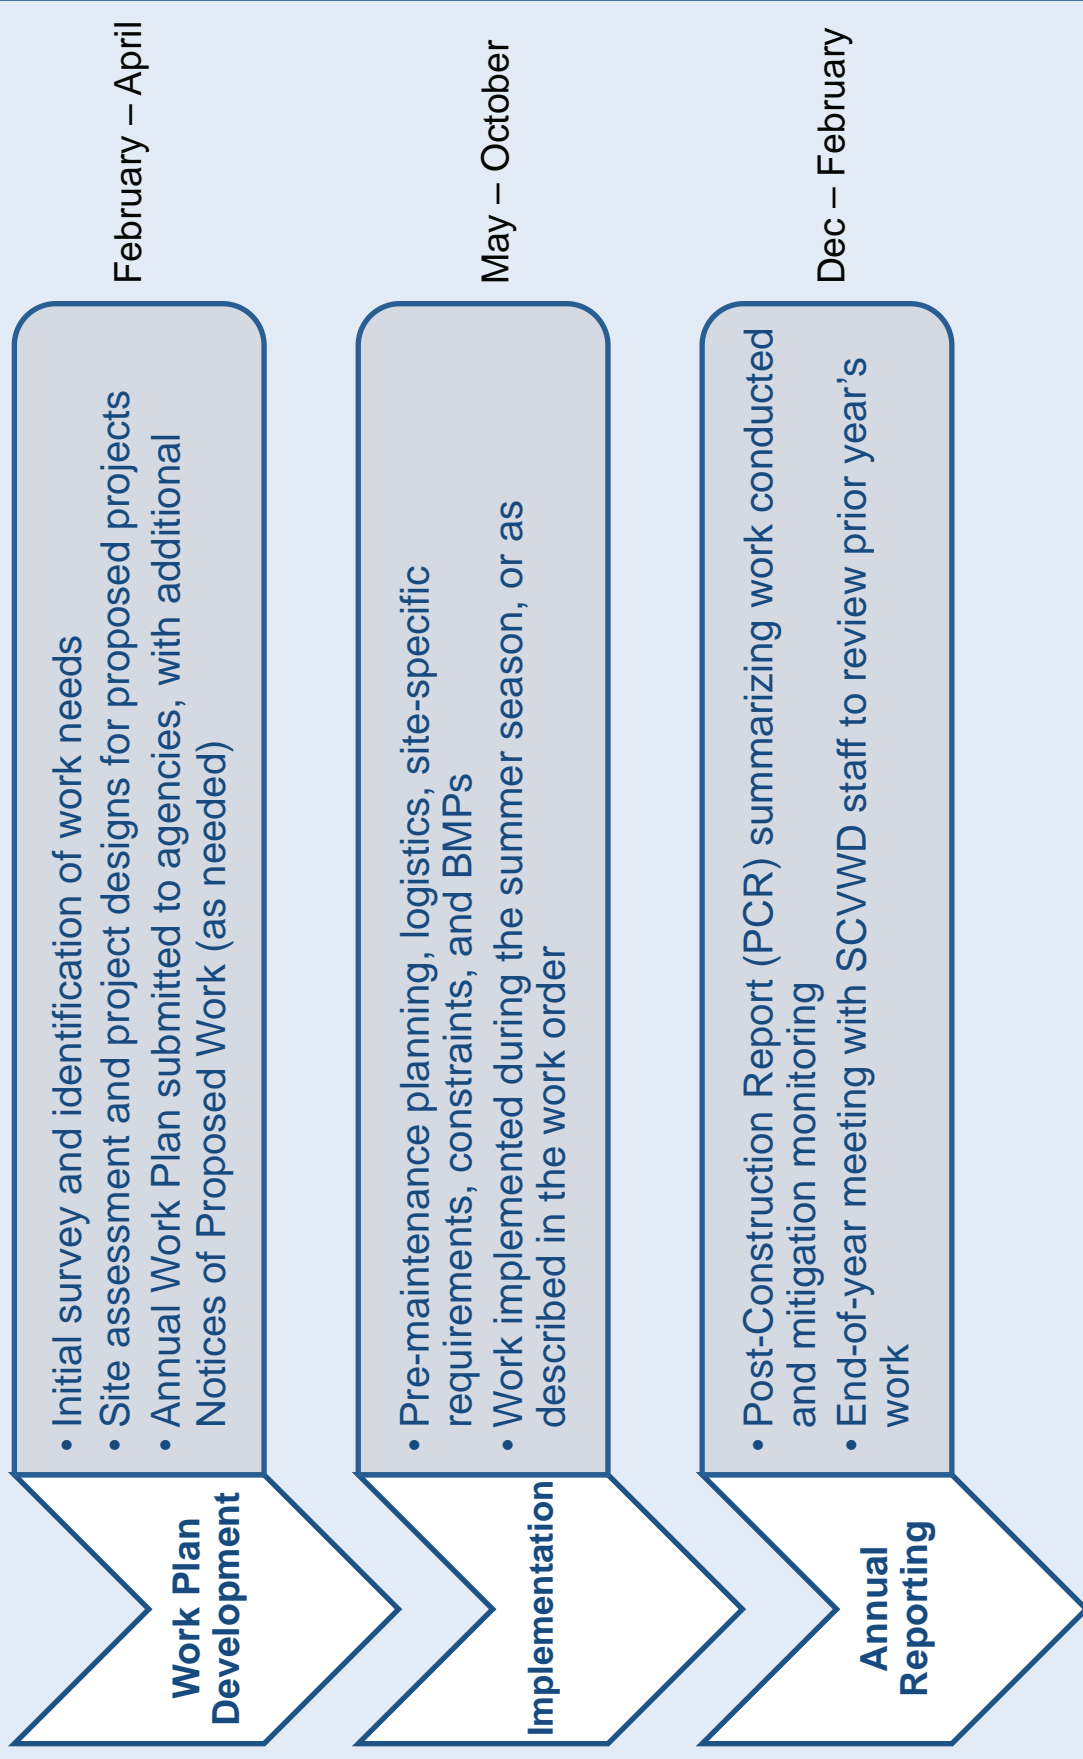 Work Plan
Development
• Initial survey and identification of work needs
• Site assessment and project designs for proposed projects
• Annual Work Plan submitted to agencies, with additional
Notices of Proposed Work (as needed)
February – April
Implementation
• Pre-maintenance planning, logistics, site-specific
requirements, constraints, and BMPs
• Work implemented during the summer season, or as
described in the work order
May – October
Annual
Reporting
• Post-Construction Report (PCR) summarizing work conducted
and mitigation monitoring
• End-of-year meeting with SCVWD staff to review prior year’s
work
Dec – February